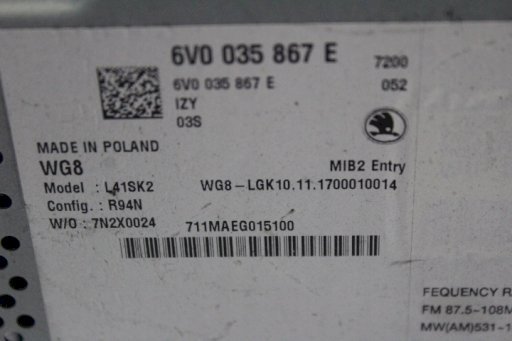 6V0 035 867 E 7200
6V0 035 867 E 052
IZY
03S
MADE IN POLAND
WG8 MIB2 Entry
Model : L41SK2 WG8-LGK10.11.1700010014
Config. : R94N
W/O : 7N2X0024 711MAEG015100
FEQUENCY R
FM 87.5~108M
MW(AM)531~1